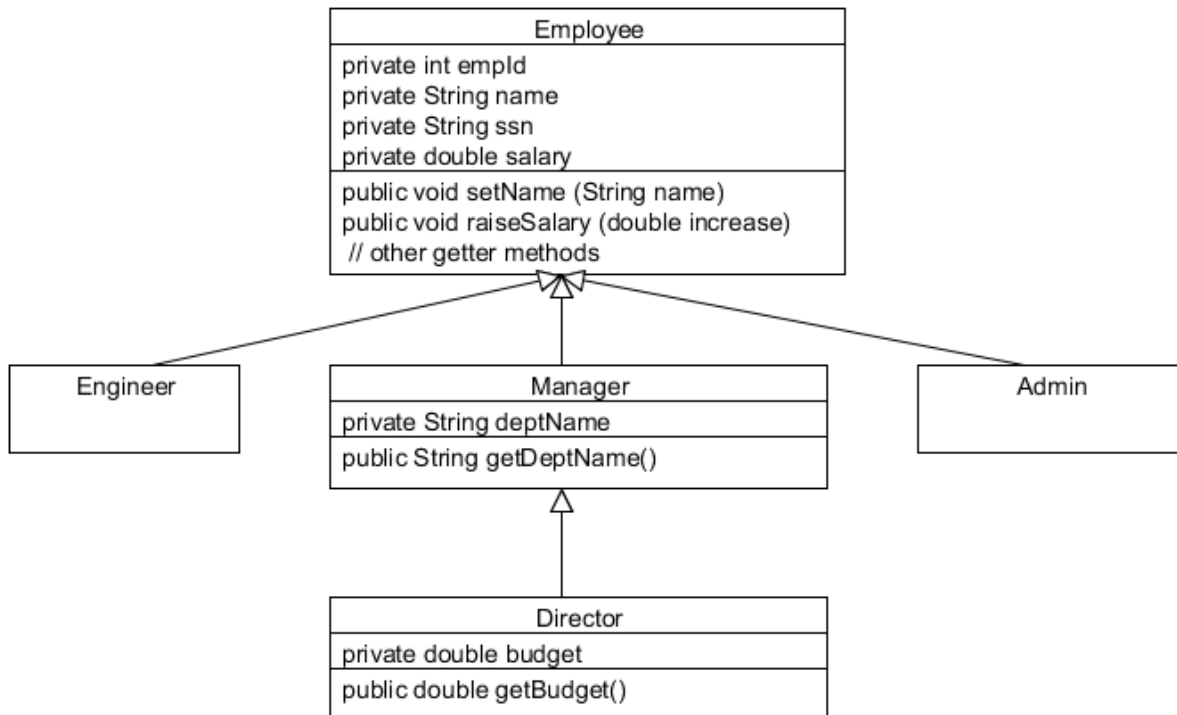 Employee
private int empId
private String name
private String ssn
private double salary
public void setName (String name)
public void raiseSalary (double increase)
// other getter methods
Engineer
Manager
private String deptName
public String getDeptName()
Admin
Director
private double budget
public double getBudget()